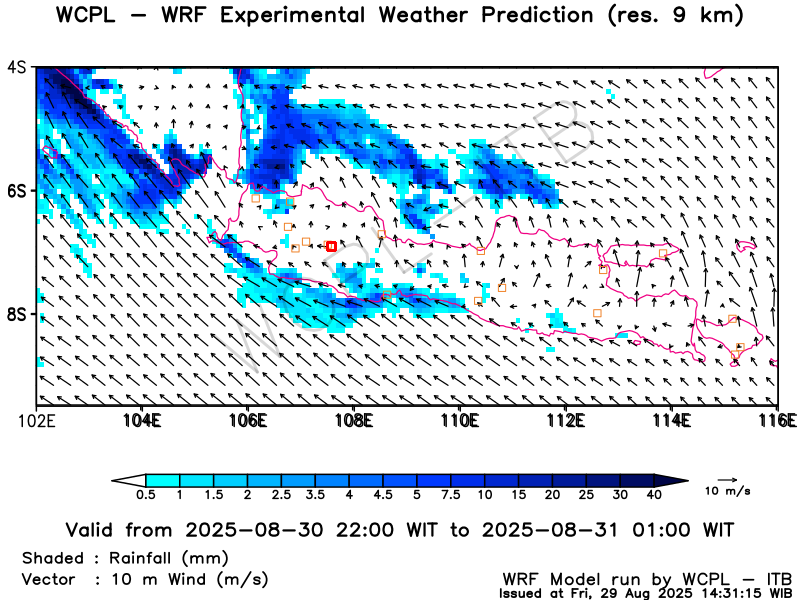 WCPL – WRF Experimental Weather Prediction (res. 9 km)
4S
6S
8S
102E 104E 106E 108E 110E 112E 114E 116E
WCPL-ITB
0.5 1 1.5 2 2.5 3.5 4 4.5 5 7.5 10 15 20 25 30 40
10 m/s
Valid from 2025-08-30 22:00 WIT to 2025-08-31 01:00 WIT
Shaded : Rainfall (mm)
Vector : 10 m Wind (m/s)
WRF Model run by WCPL – ITB
Issued at Fri, 29 Aug 2025 14:31:15 WIB